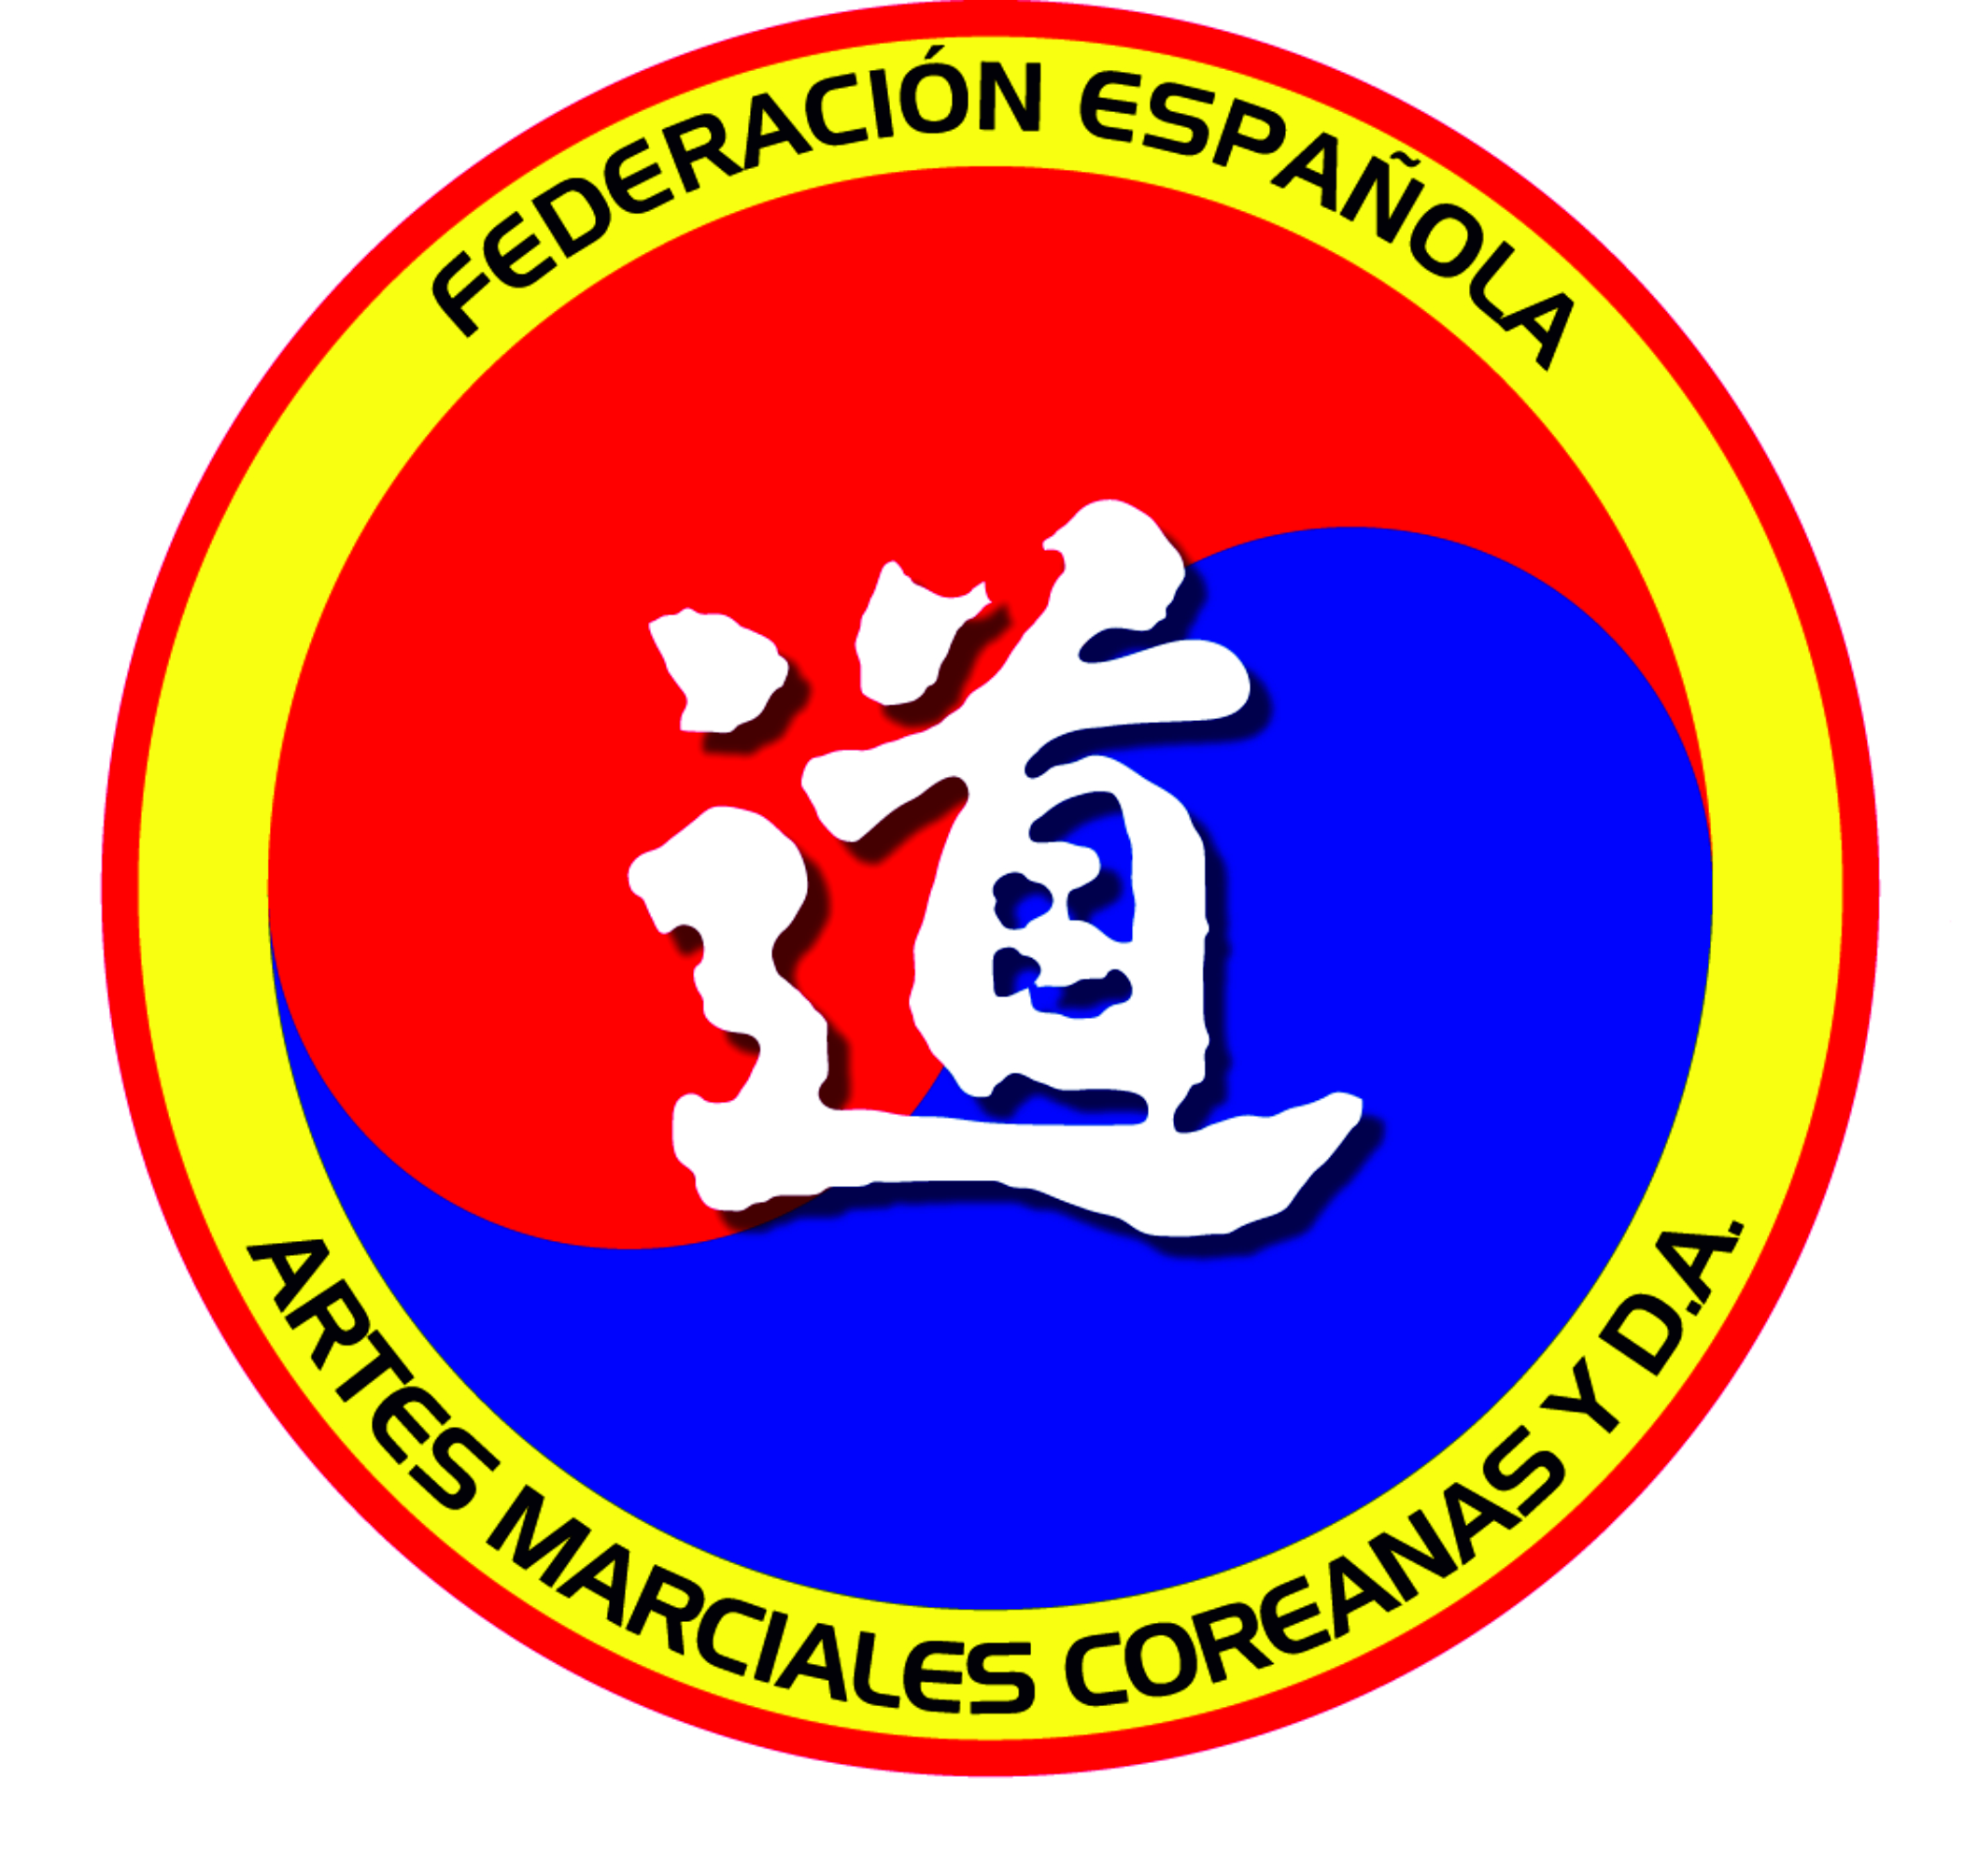 FEDERACIÓN ESPAÑOLA
道
ARTES MARCIALES COREANAS Y D.A.